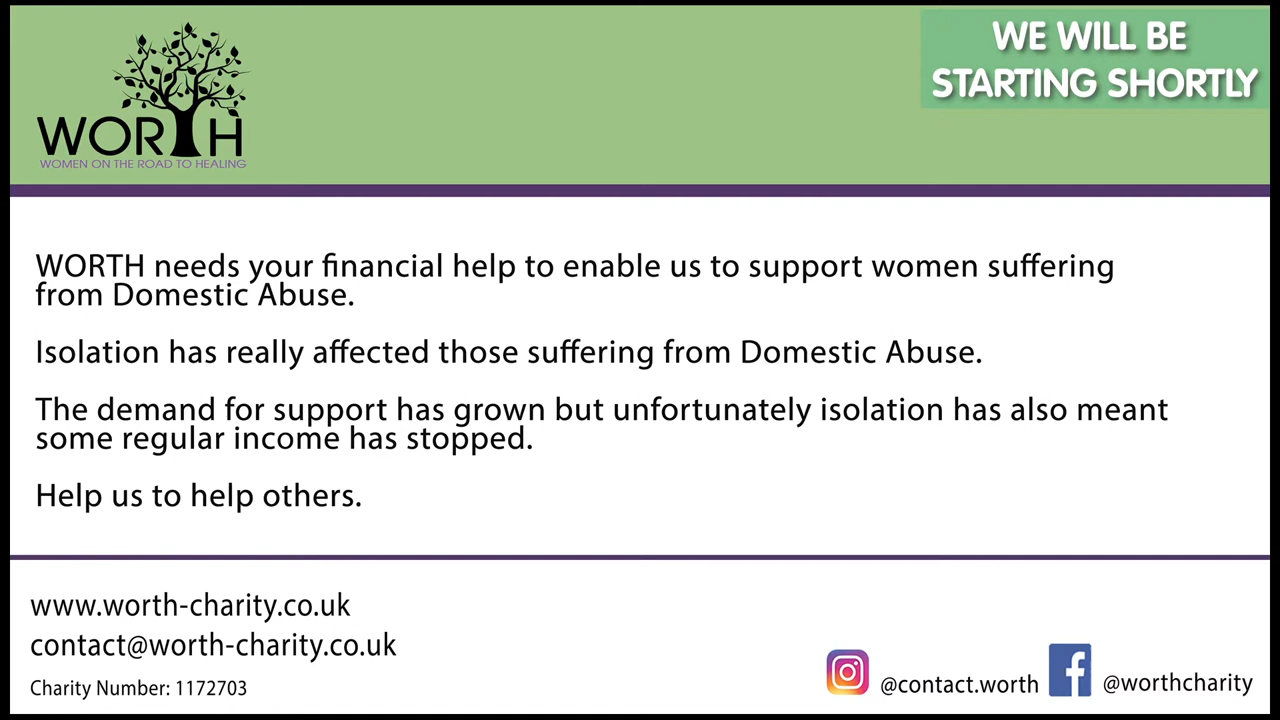 WORTH
WOMEN ON THE ROAD TO HEALING
WE WILL BE
STARTING SHORTLY
WORTH needs your financial help to enable us to support women suffering
from Domestic Abuse.
Isolation has really affected those suffering from Domestic Abuse.
The demand for support has grown but unfortunately isolation has also meant
some regular income has stopped.
Help us to help others.
www.worth-charity.co.uk
contact@worth-charity.co.uk
Charity Number: 1172703
@contact.worth
@worthcharity